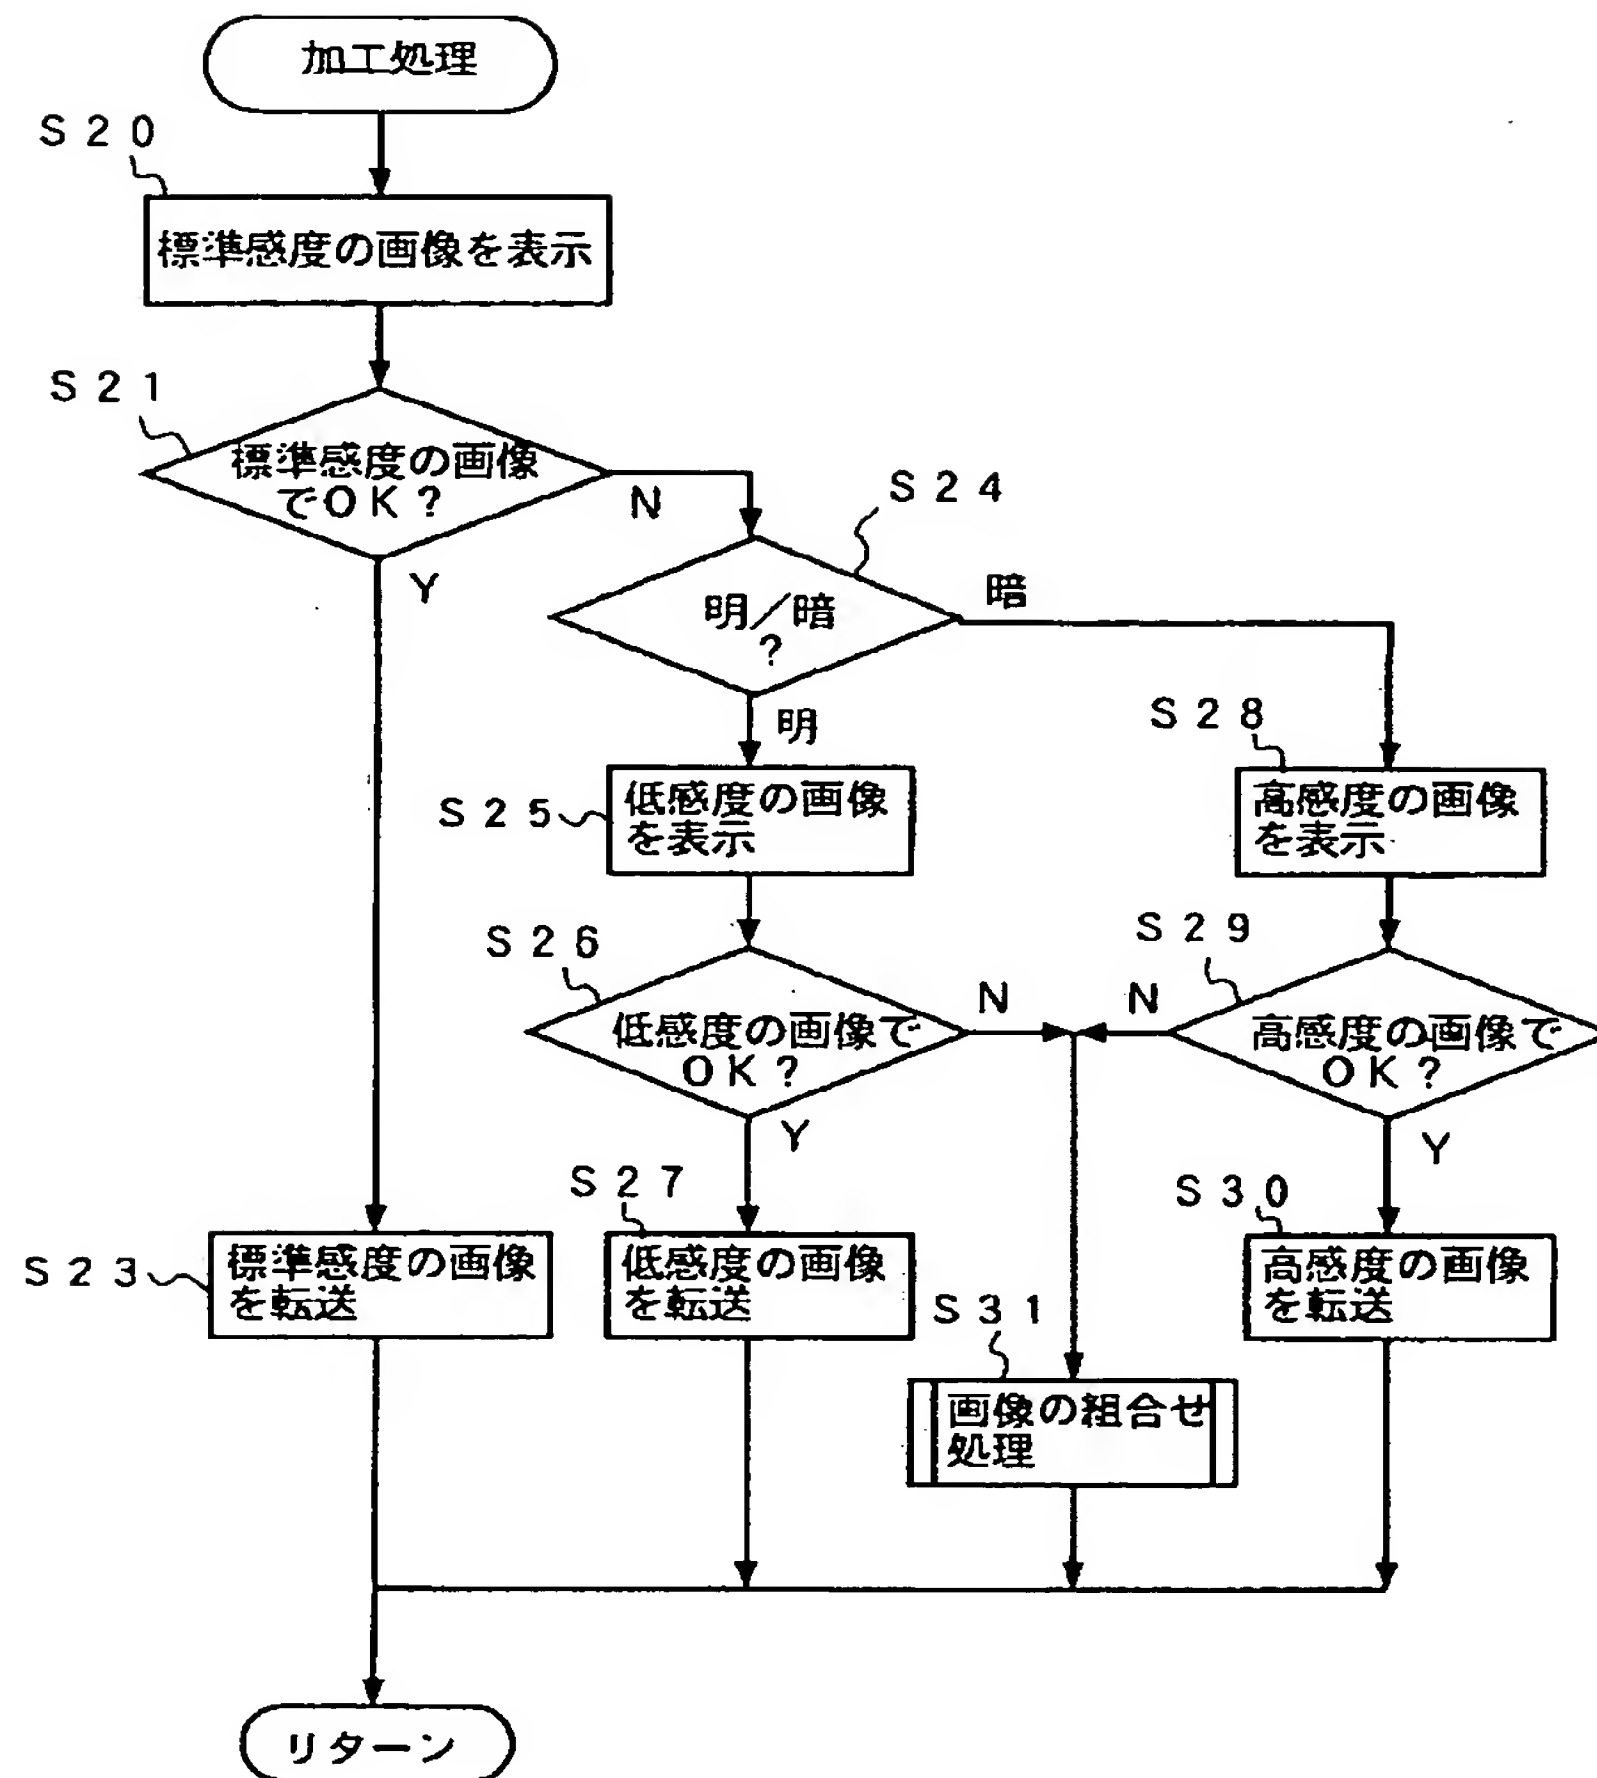 加工処理
S20
標準感度の画像を表示
S21
標準感度の画像
でOK?
N
Y
S24
明/暗
?
暗
明
S28
S25
低感度の画像
を表示
高感度の画像
を表示
S26
S29
N
N
低感度の画像で
OK?
高感度の画像で
OK?
Y
Y
S27
S30
S23
標準感度の画像
を転送
低感度の画像
を転送
高感度の画像
を転送
S31
画像の組合せ
処理
リターン